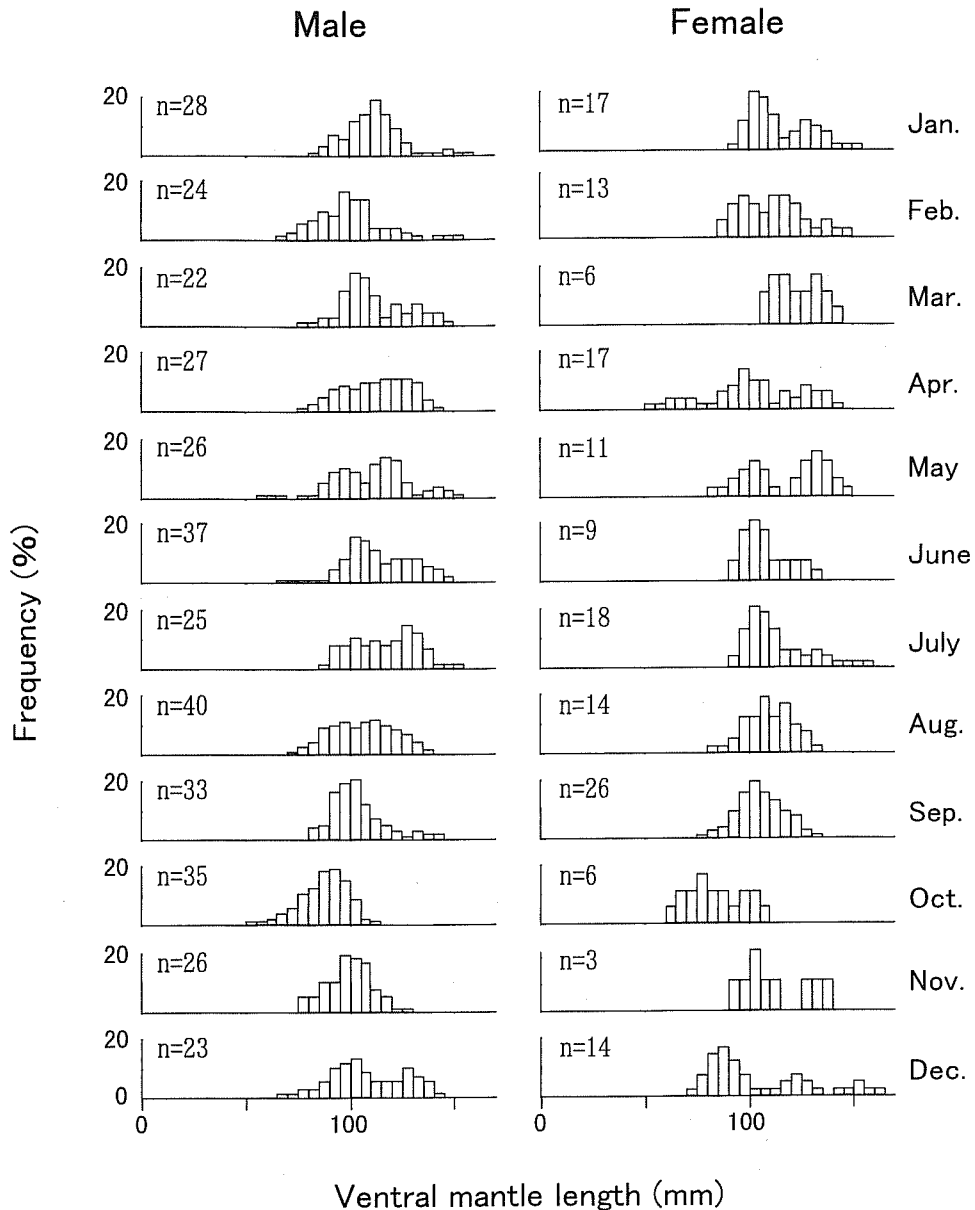 Male Female
20 n=28 n=17 Jan.
20 n=24 n=13 Feb.
20 n=22 n=6 Mar.
20 n=27 n=17 Apr.
20 n=26 n=11 May
20 n=37 n=9 June
20 n=25 n=18 July
20 n=40 n=14 Aug.
20 n=33 n=26 Sep.
20 n=35 n=6 Oct.
20 n=26 n=3 Nov.
20 n=23 n=14 Dec.
0
0 100 0 100
Frequency (%)
Ventral mantle length (mm)